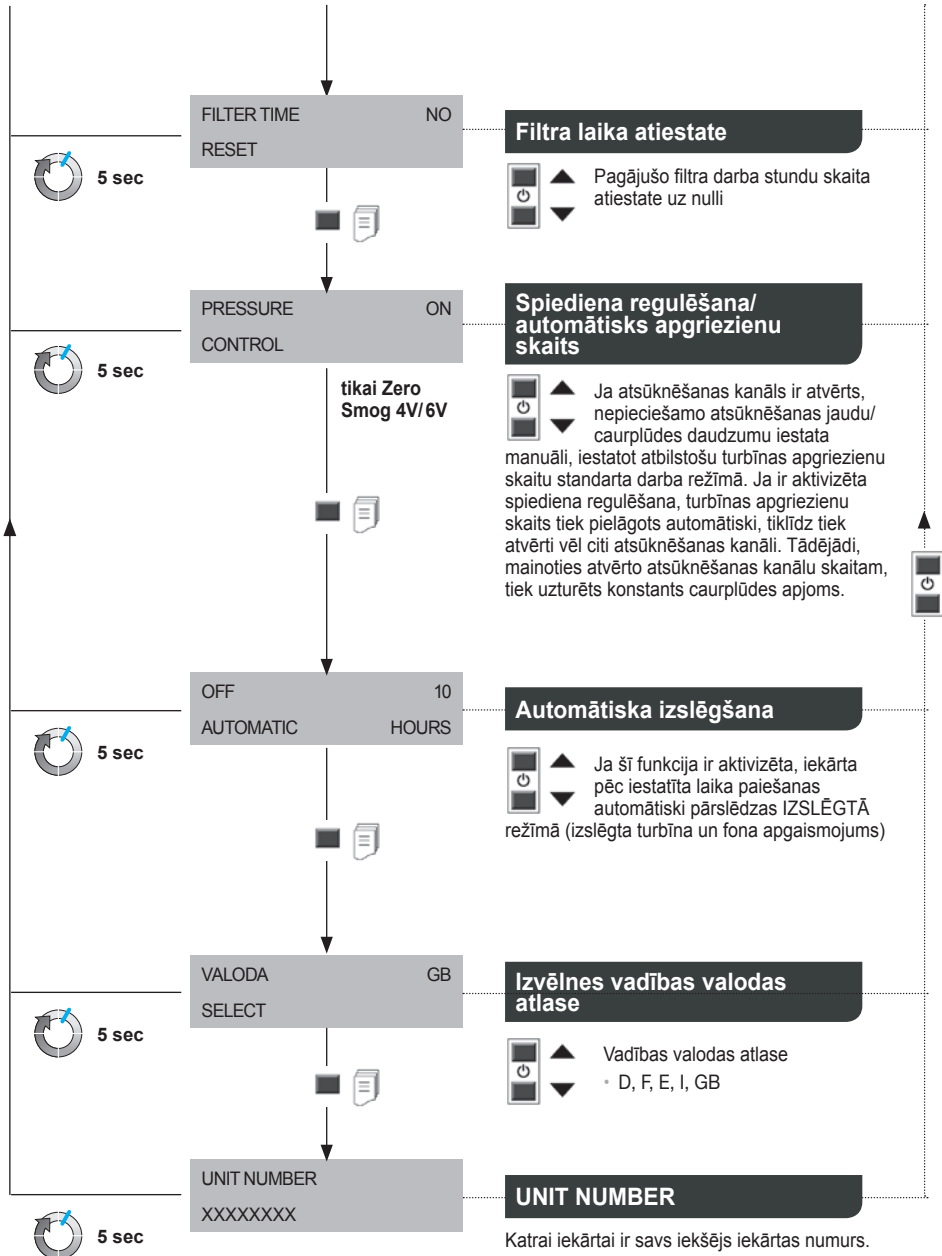 FILTER TIME NO
RESET
5 sec
Filtra laika atiestate
Pagājušo filtra darba stundu skaita
atiestate uz nulli
PRESSURE ON
CONTROL
5 sec
tikai Zero
Smog 4V/6V
Spiediena regulēšana/
automātisks apgriezienu
skaits
Ja atsūknēšanas kanāls ir atvērts,
nepieciešamo atsūknēšanas jaudu/
caurplūdes daudzumu iestata
manuāli, iestatot atbilstošu turbīnas apgriezienu
skaitu standarta darba režīmā. Ja ir aktivizēta
spiediena regulēšana, turbīnas apgriezienu
skaits tiek pielāgots automātiski, tiklīdz tiek
atvērti vēl citi atsūknēšanas kanāli. Tādējādi,
mainoties atvērto atsūknēšanas kanālu skaitam,
tiek uzturēts konstants caurplūdes apjoms.
OFF 10
AUTOMATIC HOURS
5 sec
Automātiska izslēgšana
Ja šī funkcija ir aktivizēta, iekārta
pēc iestatīta laika paiešanas
automātiski pārslēdzas IZSLĒGTĀ
režīmā (izslēgta turbīna un fona apgaismojums)
VALODA GB
SELECT
5 sec
Izvēlnes vadības valodas
atlase
Vadības valodas atlase
• D, F, E, I, GB
UNIT NUMBER
XXXXXXXX
5 sec
UNIT NUMBER
Katrai iekārtai ir savs iekšējs iekārtas numurs.